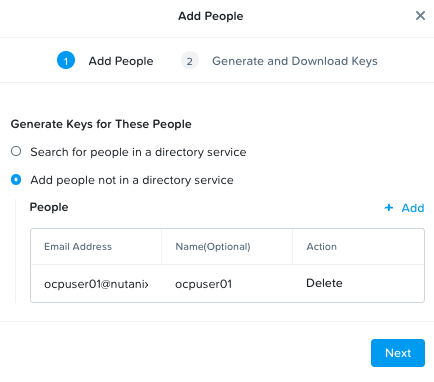 Add People
1 Add People 2 Generate and Download Keys
Generate Keys for These People
Search for people in a directory service
Add people not in a directory service
People + Add
Email Address Name(Optional) Action
ocpuser01@nutani ocpuser01 Delete
Next